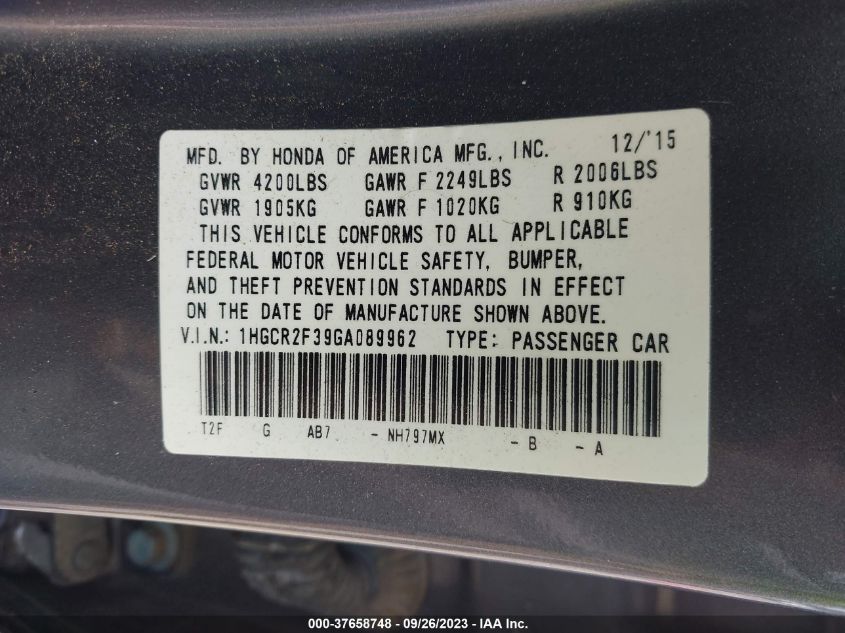 MFD. BY HONDA OF AMERICA MFG., INC. 12/'15
GVWR 4200LBS GAWR F 2249LBS R 2006LBS
GVWR 1905KG GAWR F 1020KG R 910KG
THIS VEHICLE CONFORMS TO ALL APPLICABLE
FEDERAL MOTOR VEHICLE SAFETY, BUMPER,
AND THEFT PREVENTION STANDARDS IN EFFECT
ON THE DATE OF MANUFACTURE SHOWN ABOVE.
V.I.N.: 1HGCR2F39GA089962 TYPE: PASSENGER CAR
T2F G AB7 - NH797MX - B - A
000-37658748 - 09/26/2023 - IAA Inc.